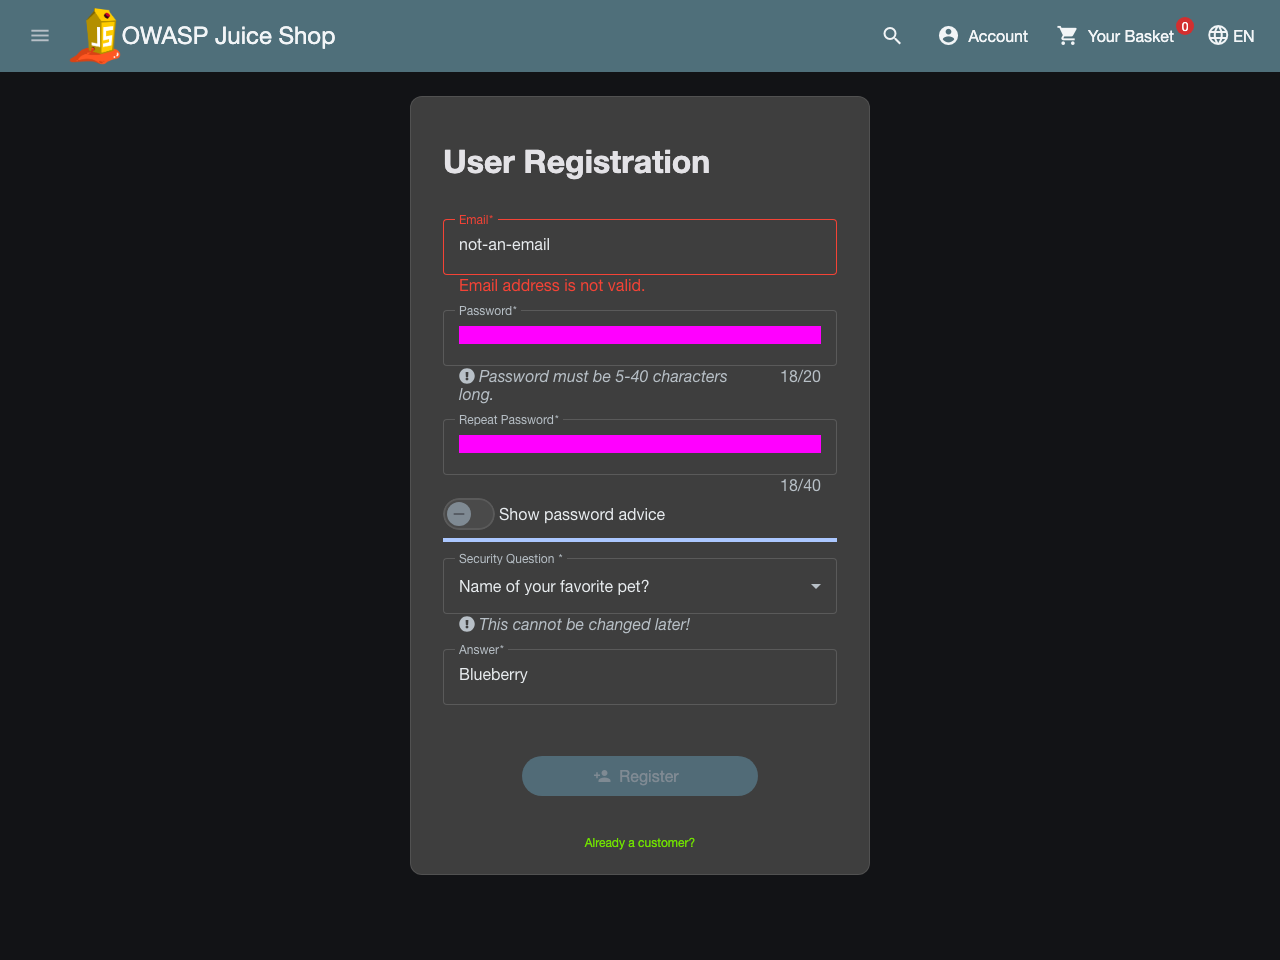 JS
OWASP Juice Shop
Account
Your Basket
0
EN
User Registration
Email*
not-an-email
Email address is not valid.
Password*
Password must be 5-40 characters long.
18/20
Repeat Password*
18/40
Show password advice
Security Question *
Name of your favorite pet?
This cannot be changed later!
Answer*
Blueberry
Register
Already a customer?